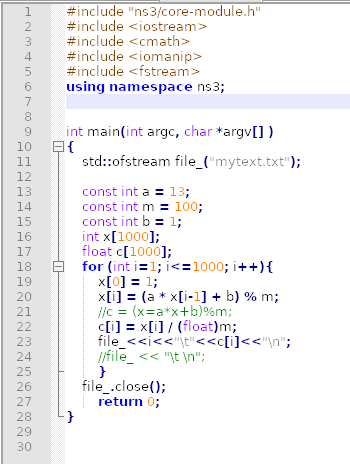 1 #include "ns3/core-module.h"
2 #include <iostream>
3 #include <cmath>
4 #include <iomanip>
5 #include <fstream>
6 using namespace ns3;
7
8
9 int main(int argc, char *argv[] )
10 {
11 std::ofstream file_("mytext.txt");
12
13 const int a = 13;
14 const int m = 100;
15 const int b = 1;
16 int x[1000];
17 float c[1000];
18 for (int i=1; i<=1000; i++){
19 x[0] = 1;
20 x[i] = (a * x[i-1] + b) % m;
21 //c = (x=a*x+b)%m;
22 c[i] = x[i] / (float)m;
23 file_<<i<<"\t"<<c[i]<<"\n";
24 //file_ << "\t \n";
25 }
26 file_.close();
27 return 0;
28 }
29
30